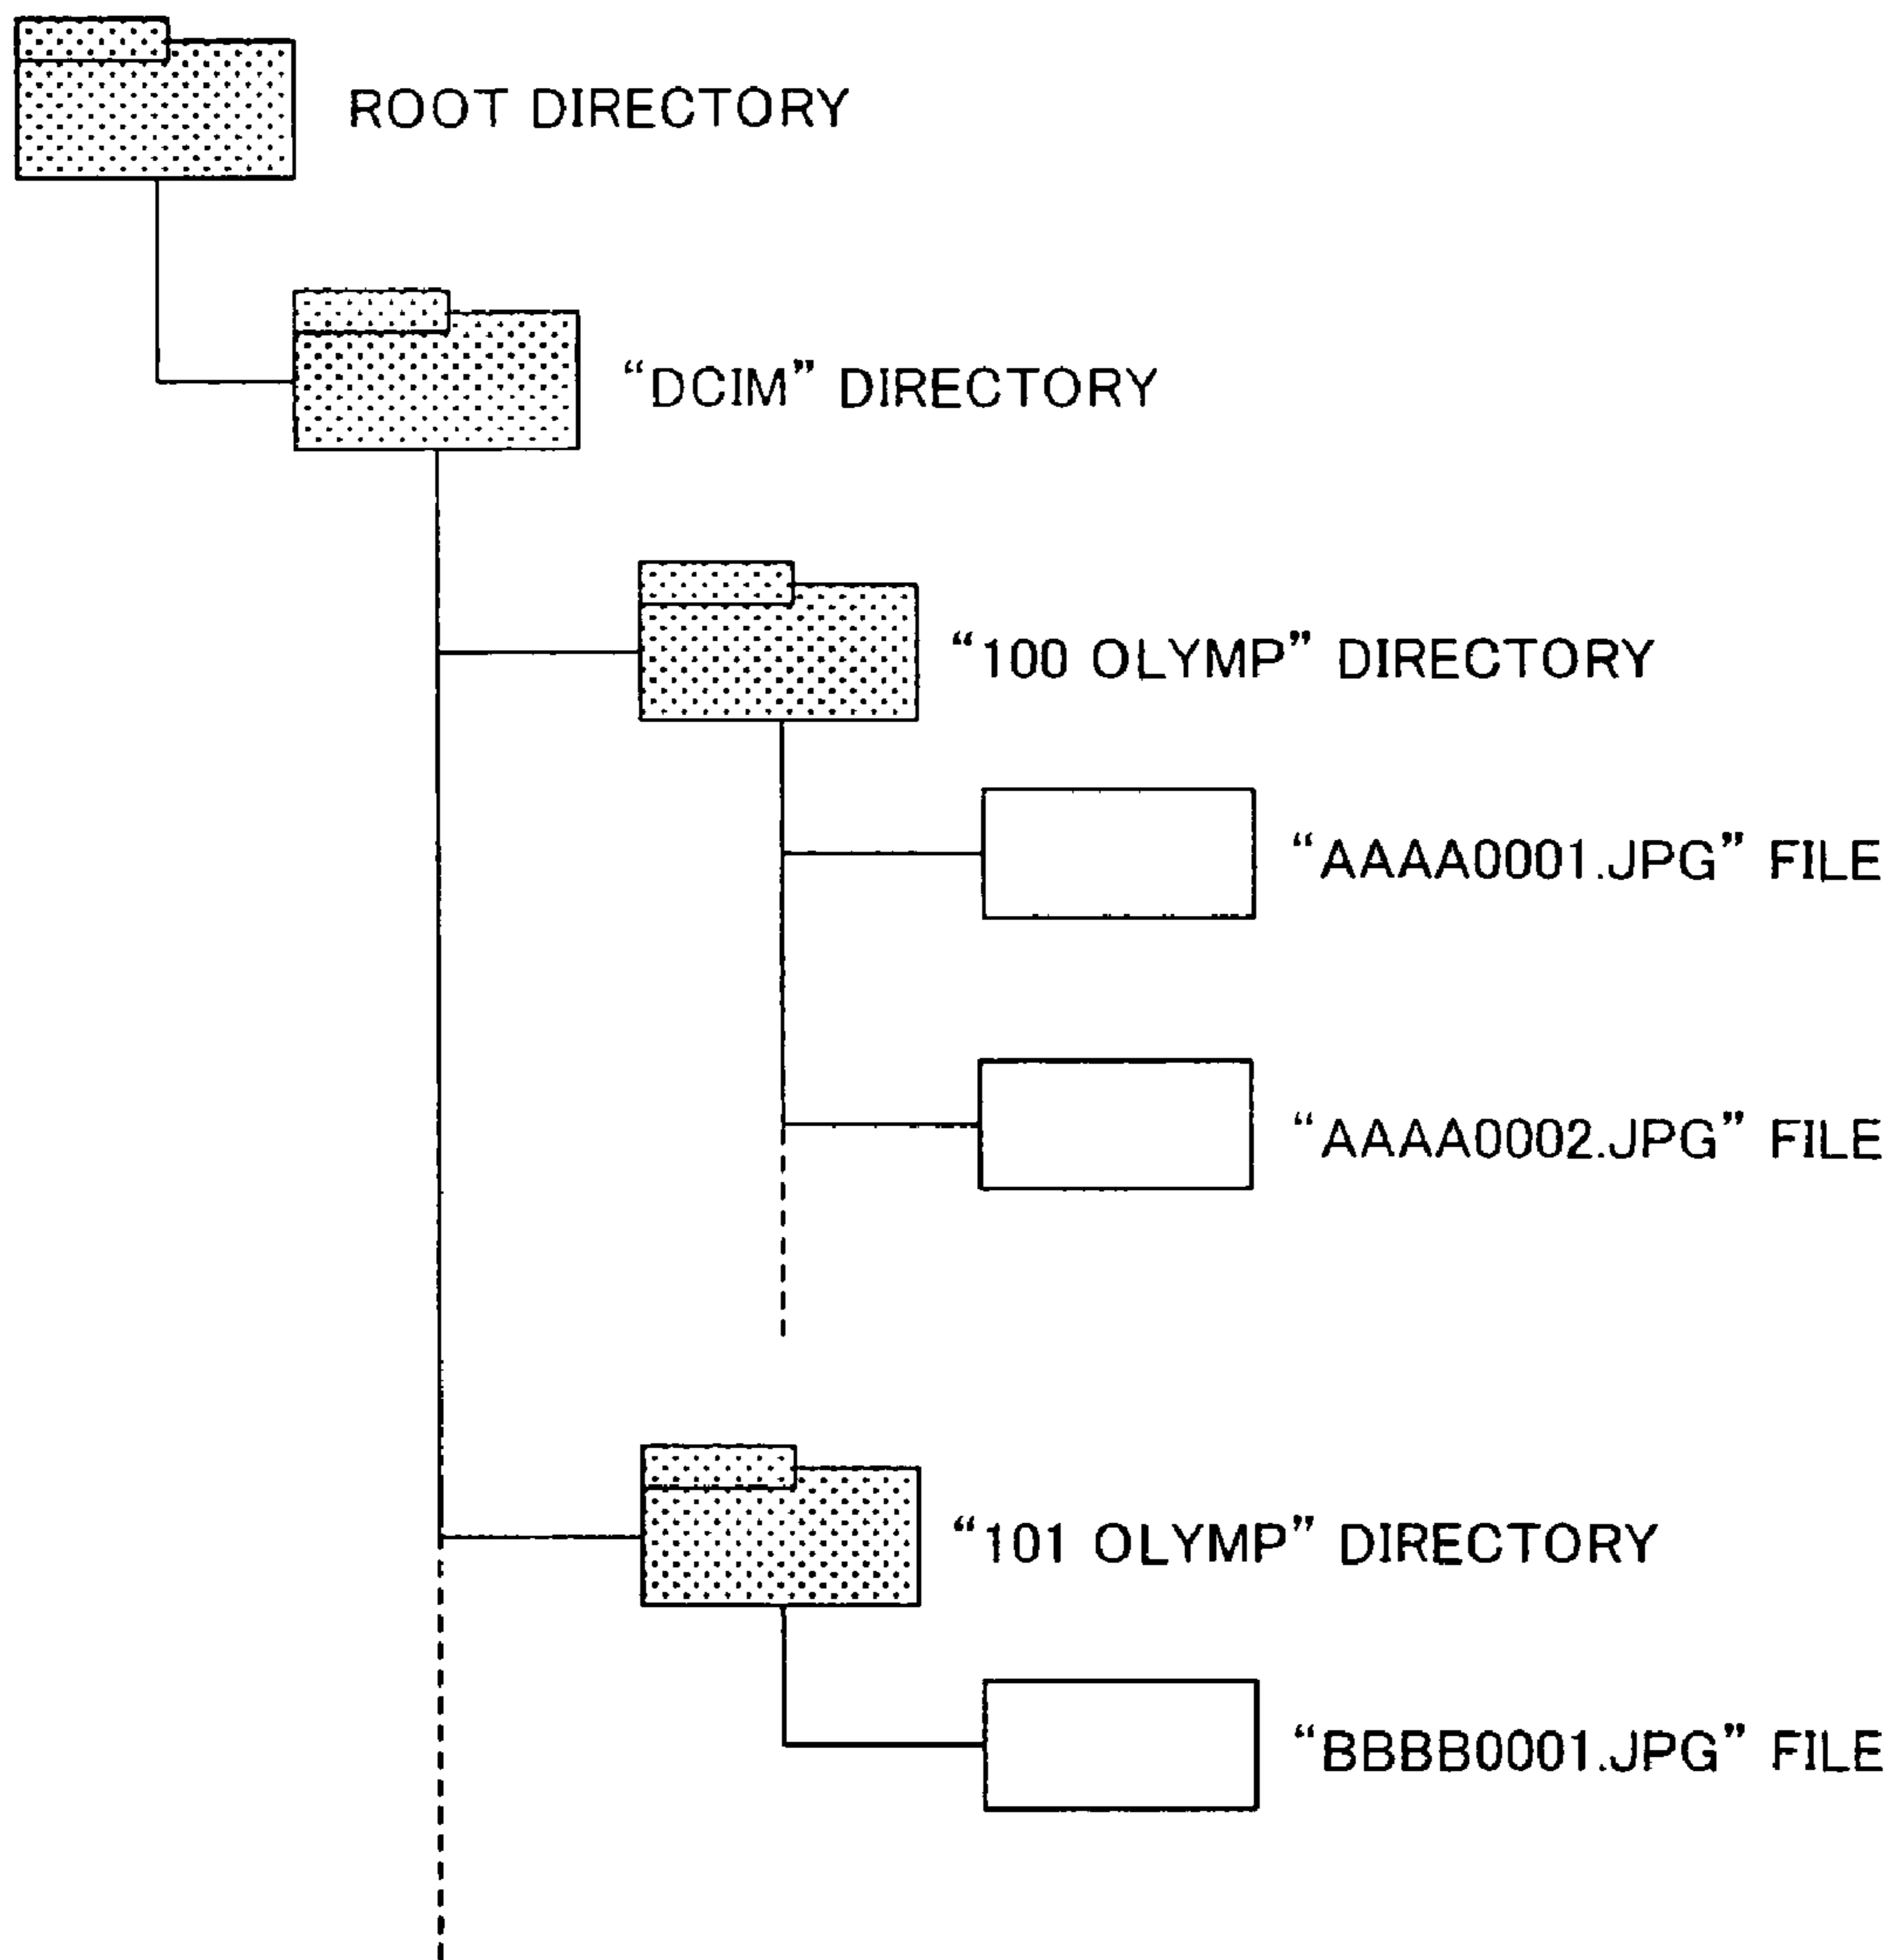 ROOT DIRECTORY
“DCIM” DIRECTORY
“100 OLYMP” DIRECTORY
“AAAA0001.JPG” FILE
“AAAA0002.JPG” FILE
“101 OLYMP” DIRECTORY
“BBBB0001.JPG” FILE